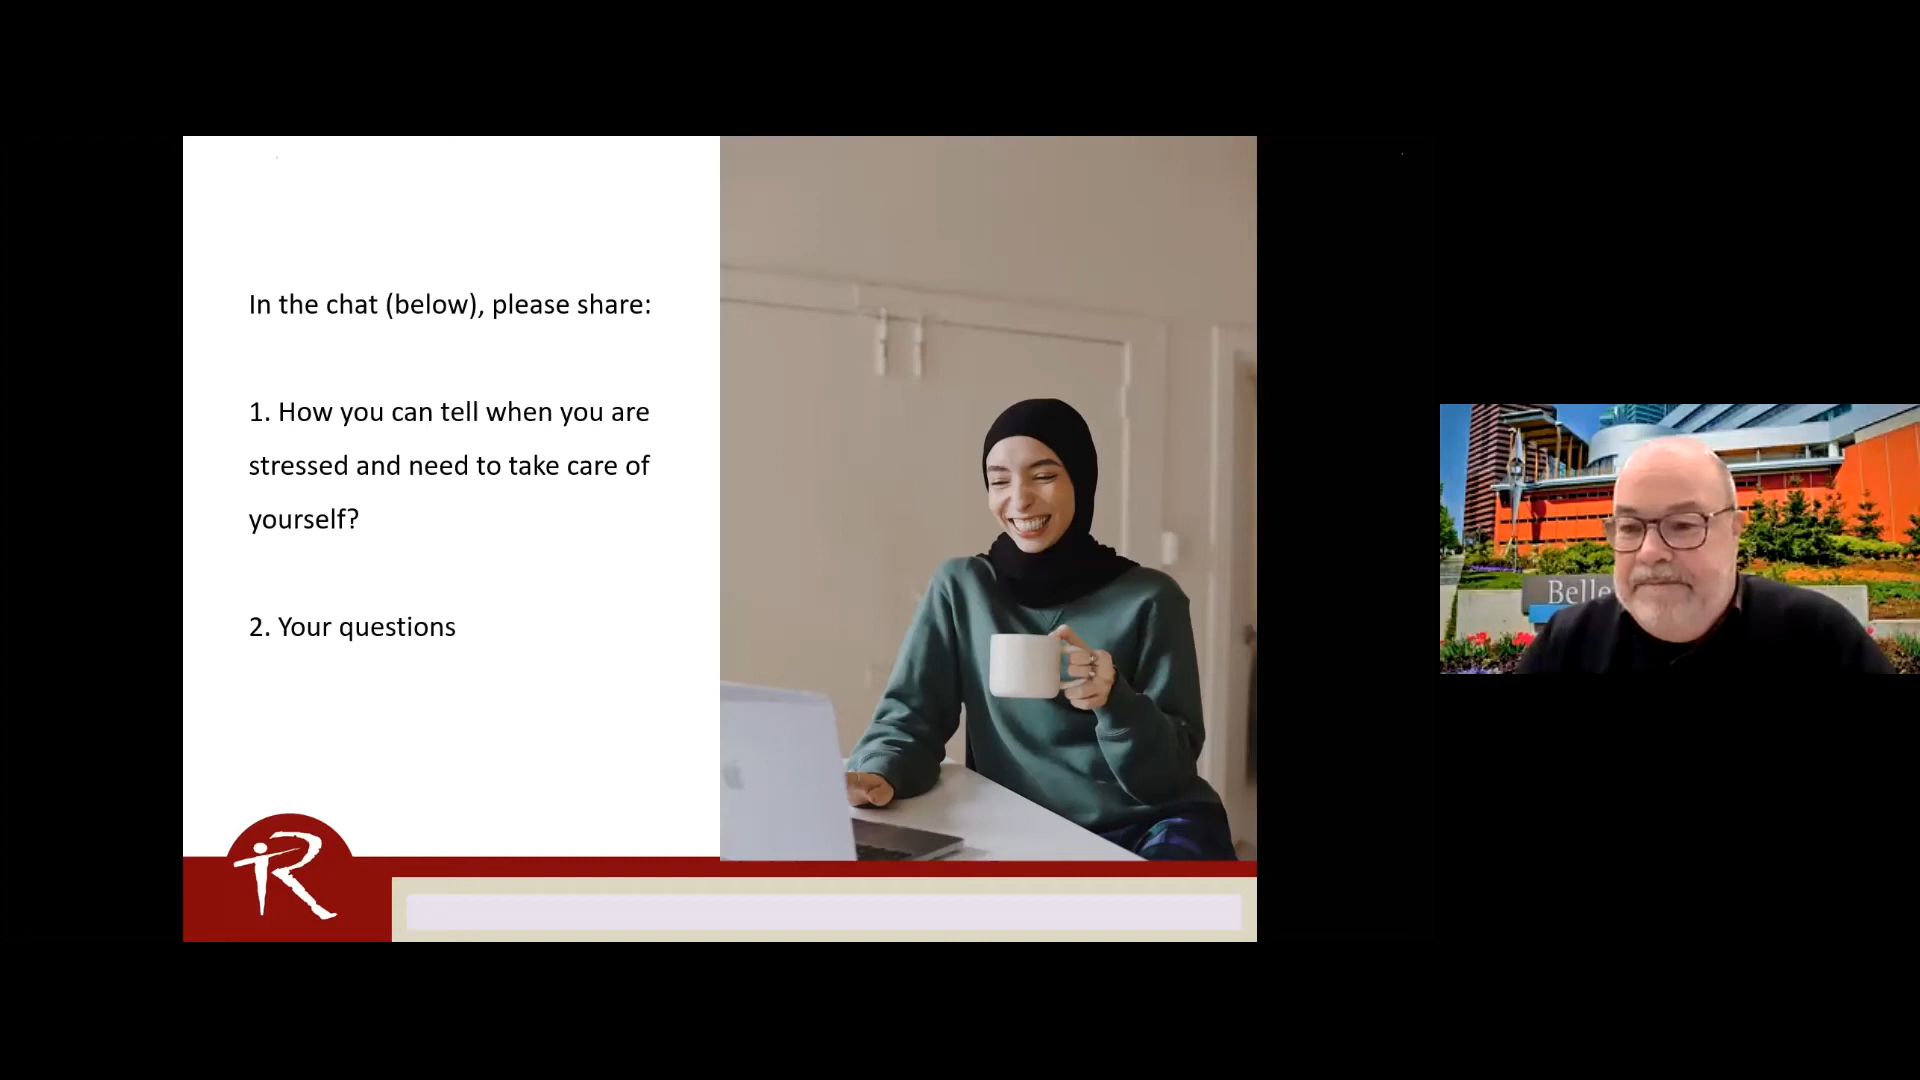 In the chat (below), please share:
1. How you can tell when you are
stressed and need to take care of
yourself?
2. Your questions
R
Belle